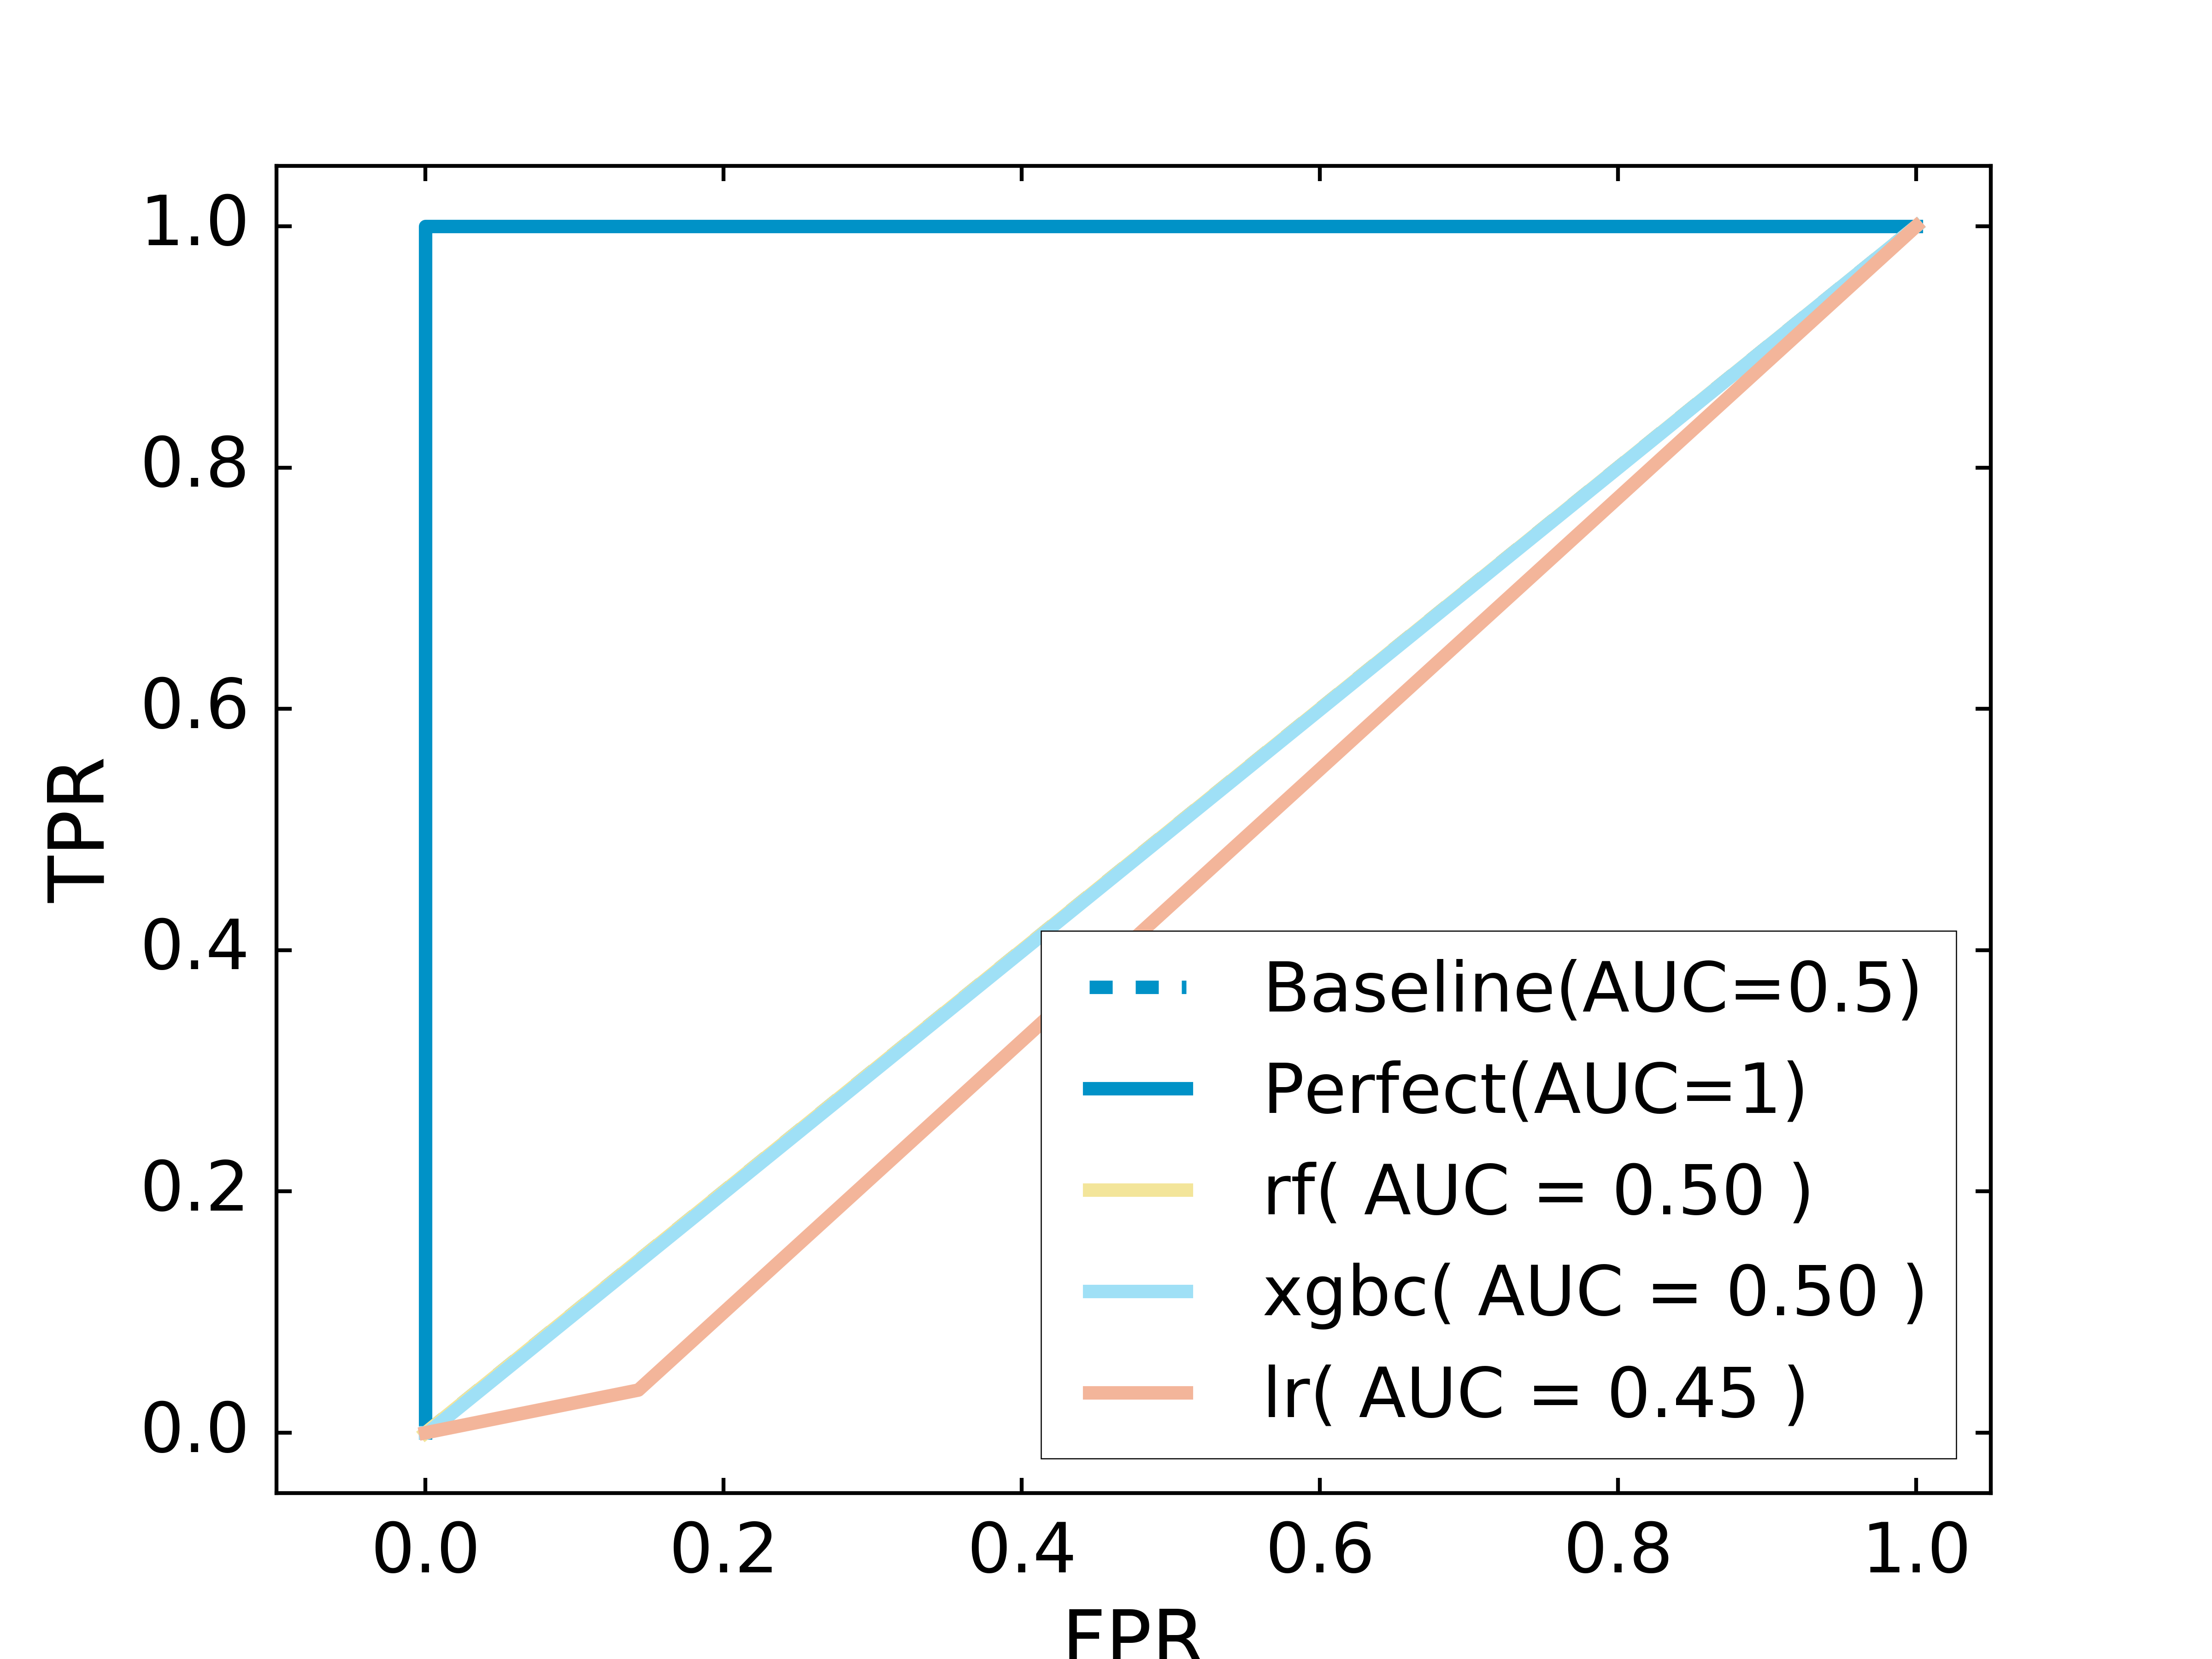 1.0
0.8
0.6
0.4
0.2
0.0
TPR
Baseline(AUC=0.5)
Perfect(AUC=1)
rf( AUC = 0.50 )
xgbc( AUC = 0.50 )
lr( AUC = 0.45 )
0.0 0.2 0.4 0.6 0.8 1.0
FPR